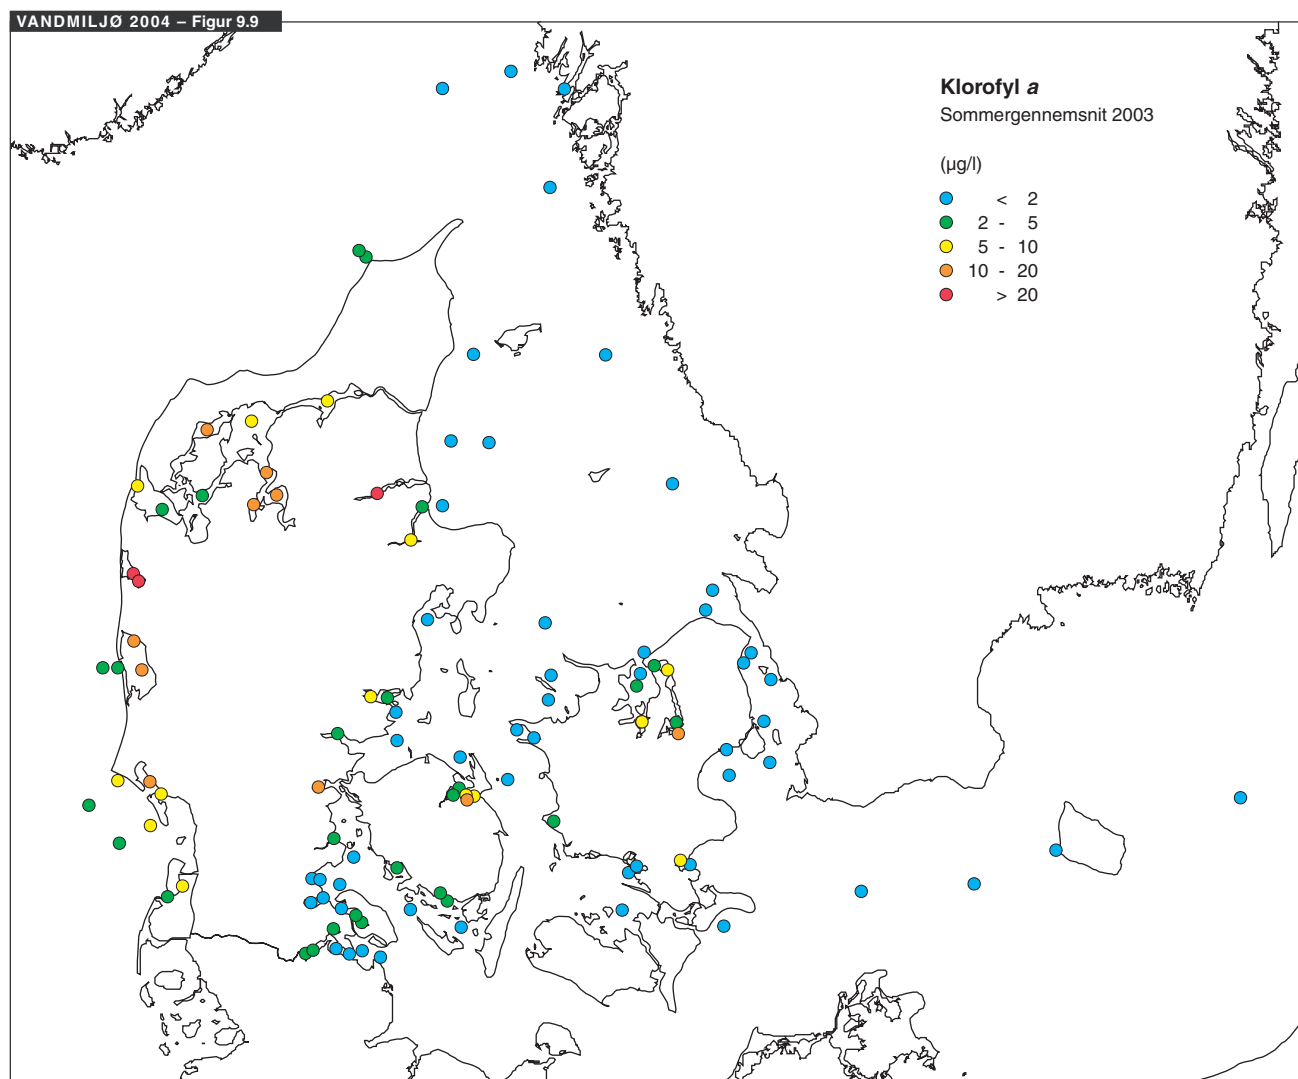 VANDMILJØ 2004 – Figur 9.9
Klorofyl a
Sommergennemsnit 2003
(µg/l)
< 2
2 - 5
5 - 10
10 - 20
> 20